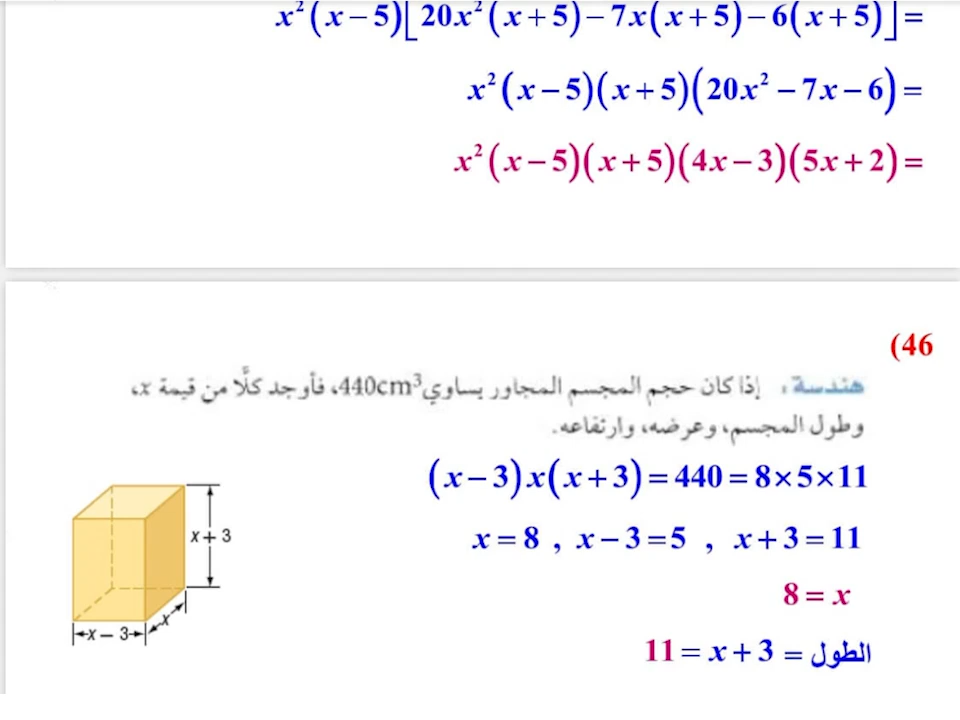 x²(x−5)[20x²(x+5)−7x(x+5)−6(x+5)]=
x²(x−5)(x+5)(20x²−7x−6)=
x²(x−5)(x+5)(4x−3)(5x+2)=
(46
هندسة: إذا كان حجم المجسم المجاور يساوي 440cm³، فأوجد كلًّا من قيمة x،
وطول المجسم، وعرضه، وارتفاعه.
(x−3)x(x+3)=440=8×5×11
x=8 , x−3=5 , x+3=11
8=x
11=x+3= الطول
x+3
x
x−3